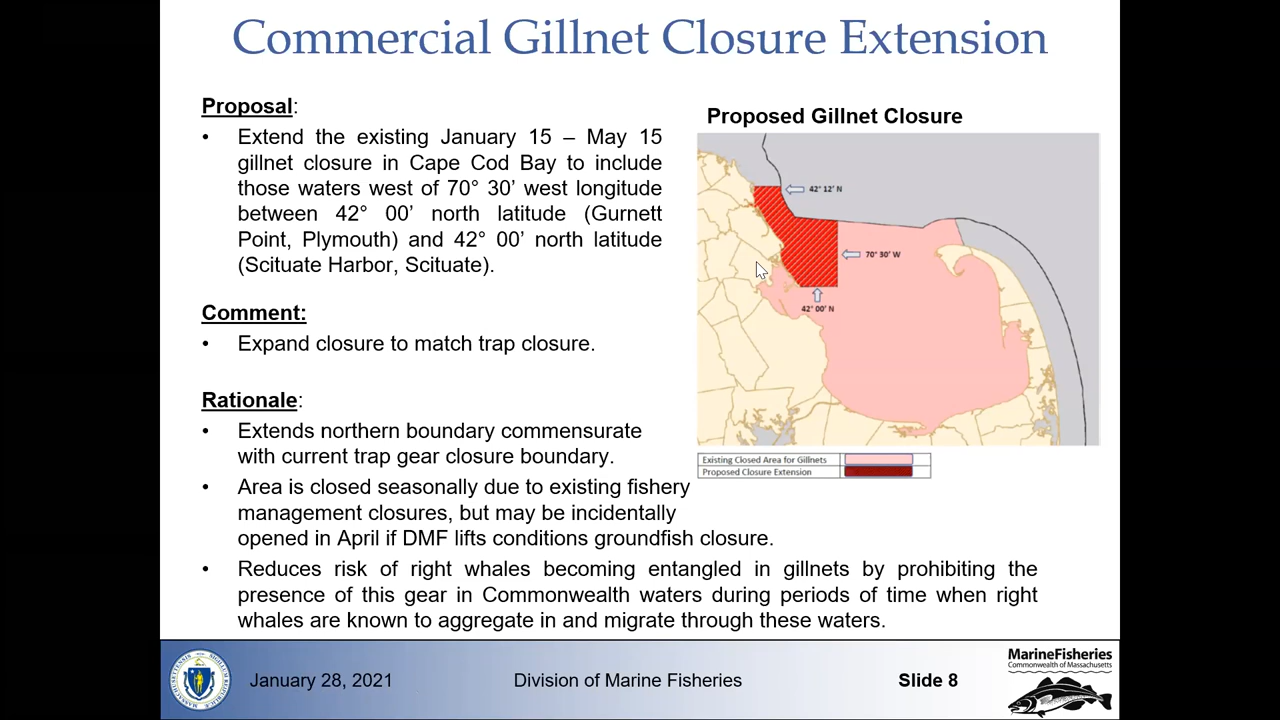 Commercial Gillnet Closure Extension
Proposal:
• Extend the existing January 15 – May 15
gillnet closure in Cape Cod Bay to include
those waters west of 70° 30’ west longitude
between 42° 00’ north latitude (Gurnett
Point, Plymouth) and 42° 00’ north latitude
(Scituate Harbor, Scituate).
Comment:
• Expand closure to match trap closure.
Rationale:
• Extends northern boundary commensurate
with current trap gear closure boundary.
• Area is closed seasonally due to existing fishery
management closures, but may be incidentally
opened in April if DMF lifts conditions groundfish closure.
• Reduces risk of right whales becoming entangled in gillnets by prohibiting the
presence of this gear in Commonwealth waters during periods of time when right
whales are known to aggregate in and migrate through these waters.
Proposed Gillnet Closure
42° 12' N
70° 30' W
42° 00' N
Existing Closed Area for Gillnets
Proposed Closure Extension
January 28, 2021
Division of Marine Fisheries
Slide 8
MarineFisheries
Commonwealth of Massachusetts